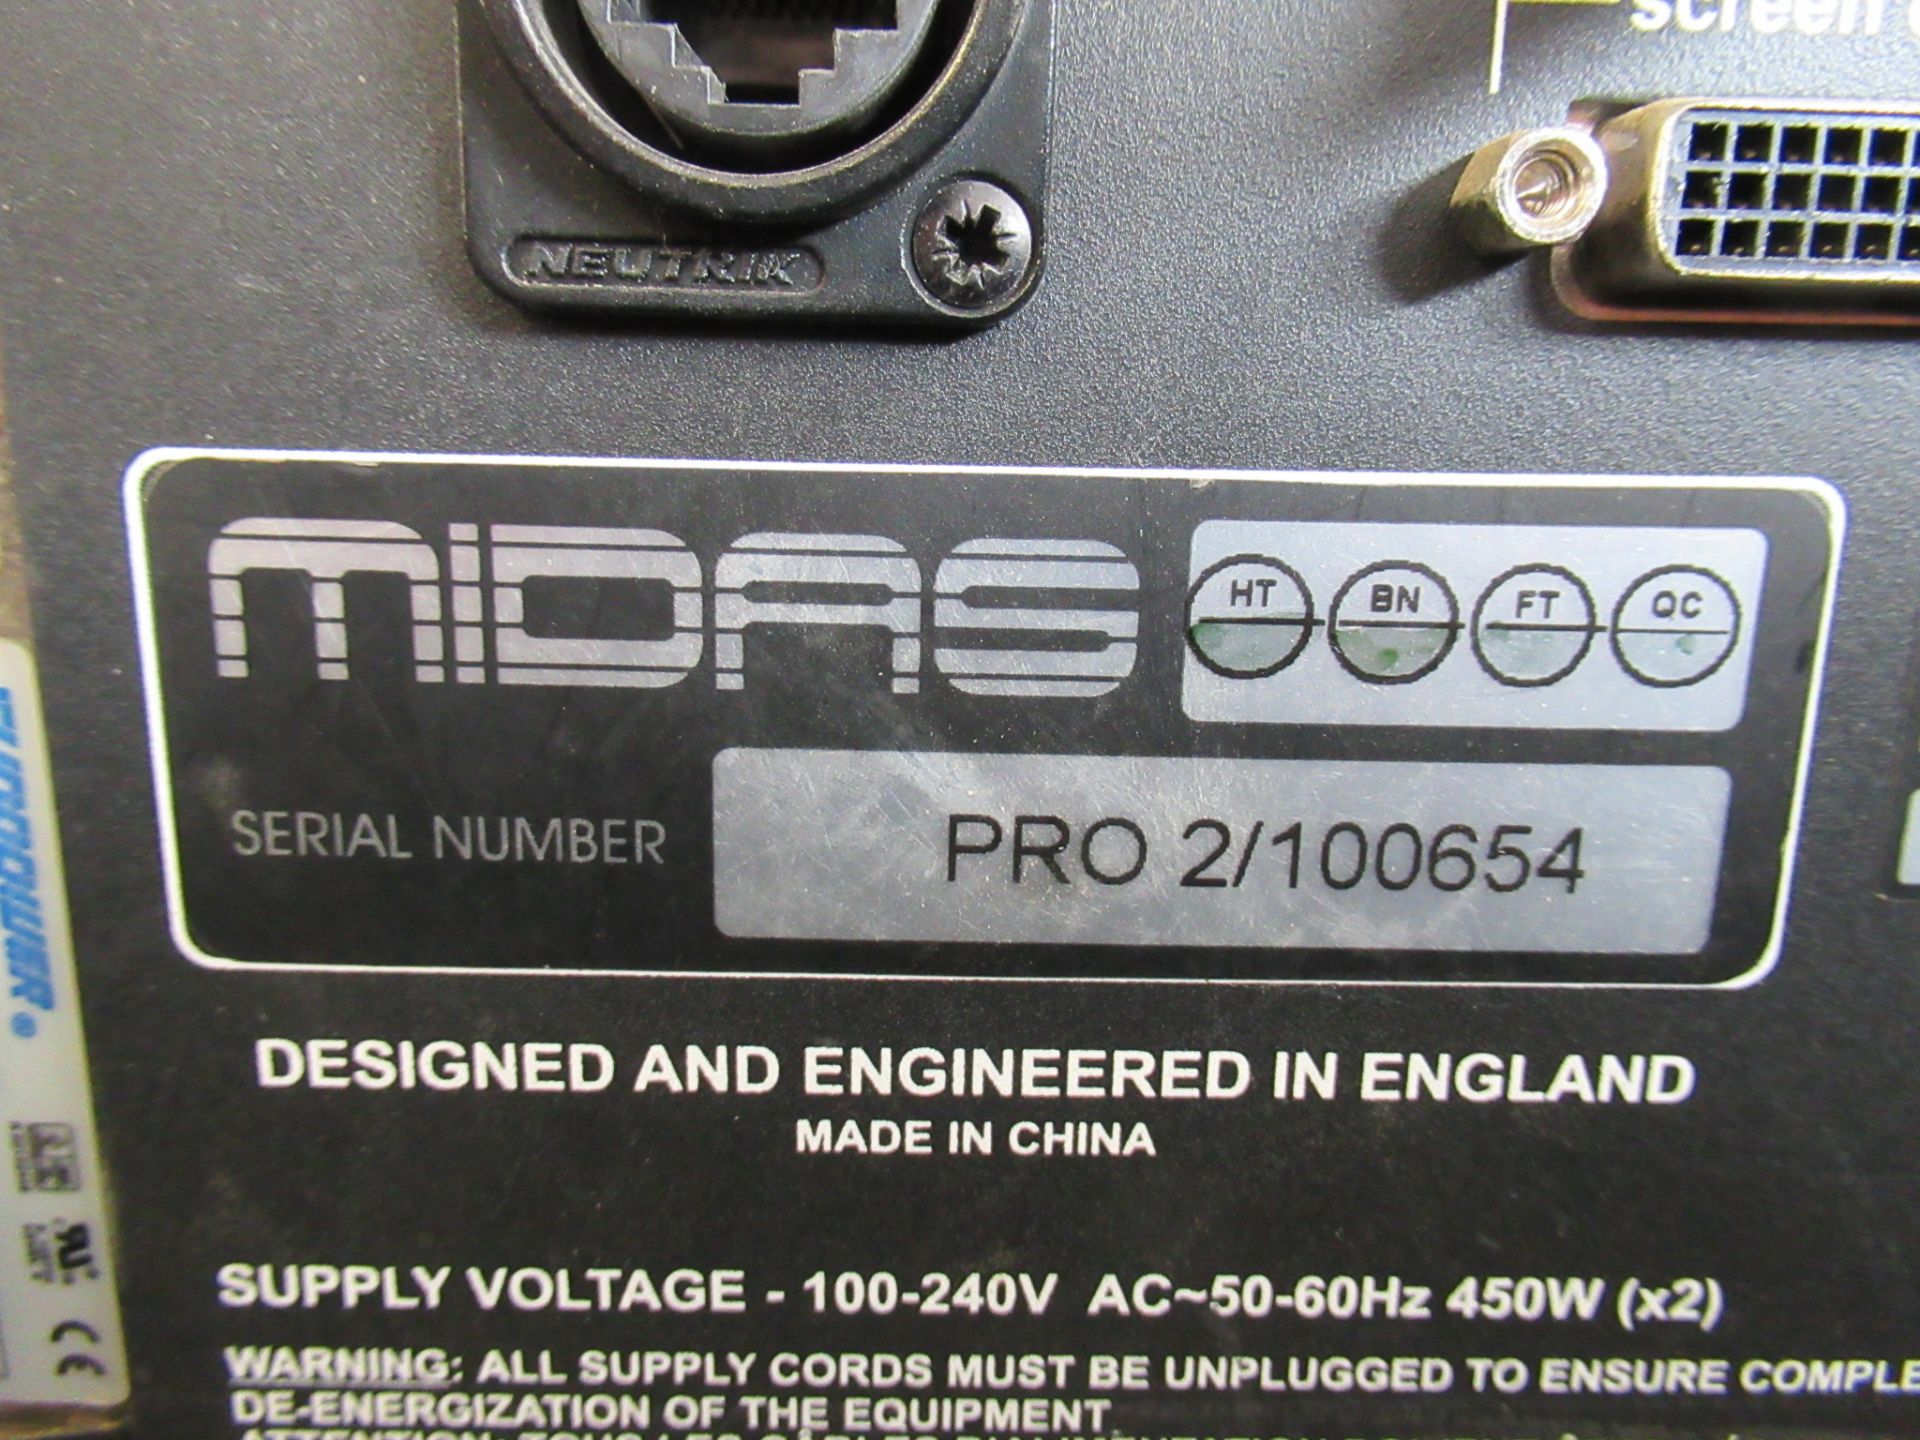 screen
NEUTRIK
MIDAS
HT BN FT QC
SERIAL NUMBER PRO 2/100654
DESIGNED AND ENGINEERED IN ENGLAND
MADE IN CHINA
SUPPLY VOLTAGE - 100-240V AC~50-60Hz 450W (x2)
WARNING: ALL SUPPLY CORDS MUST BE UNPLUGGED TO ENSURE COMPLE
DE-ENERGIZATION OF THE EQUIPMENT